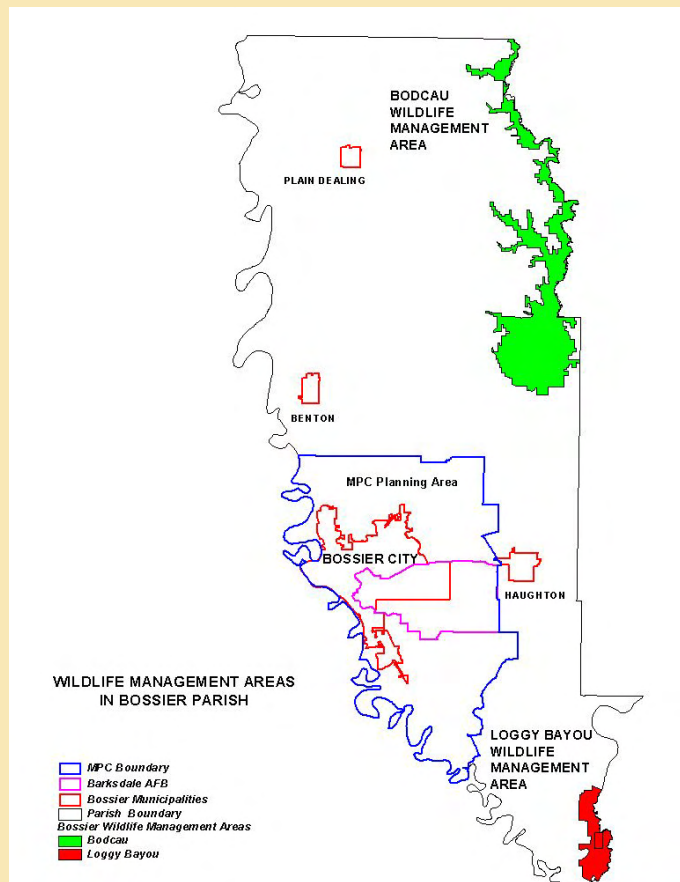 BODCAU
WILDLIFE
MANAGEMENT
AREA
PLAIN DEALING
BENTON
MPC Planning Area
BOSSIER CITY
HAUGHTON
WILDLIFE MANAGEMENT AREAS
IN BOSSIER PARISH
LOGGY BAYOU
WILDLIFE
MANAGEMENT
AREA
MPC Boundary
Barksdale AFB
Bossier Municipalities
Parish Boundary
Bossier Wildlife Management Areas
Bodcau
Loggy Bayou